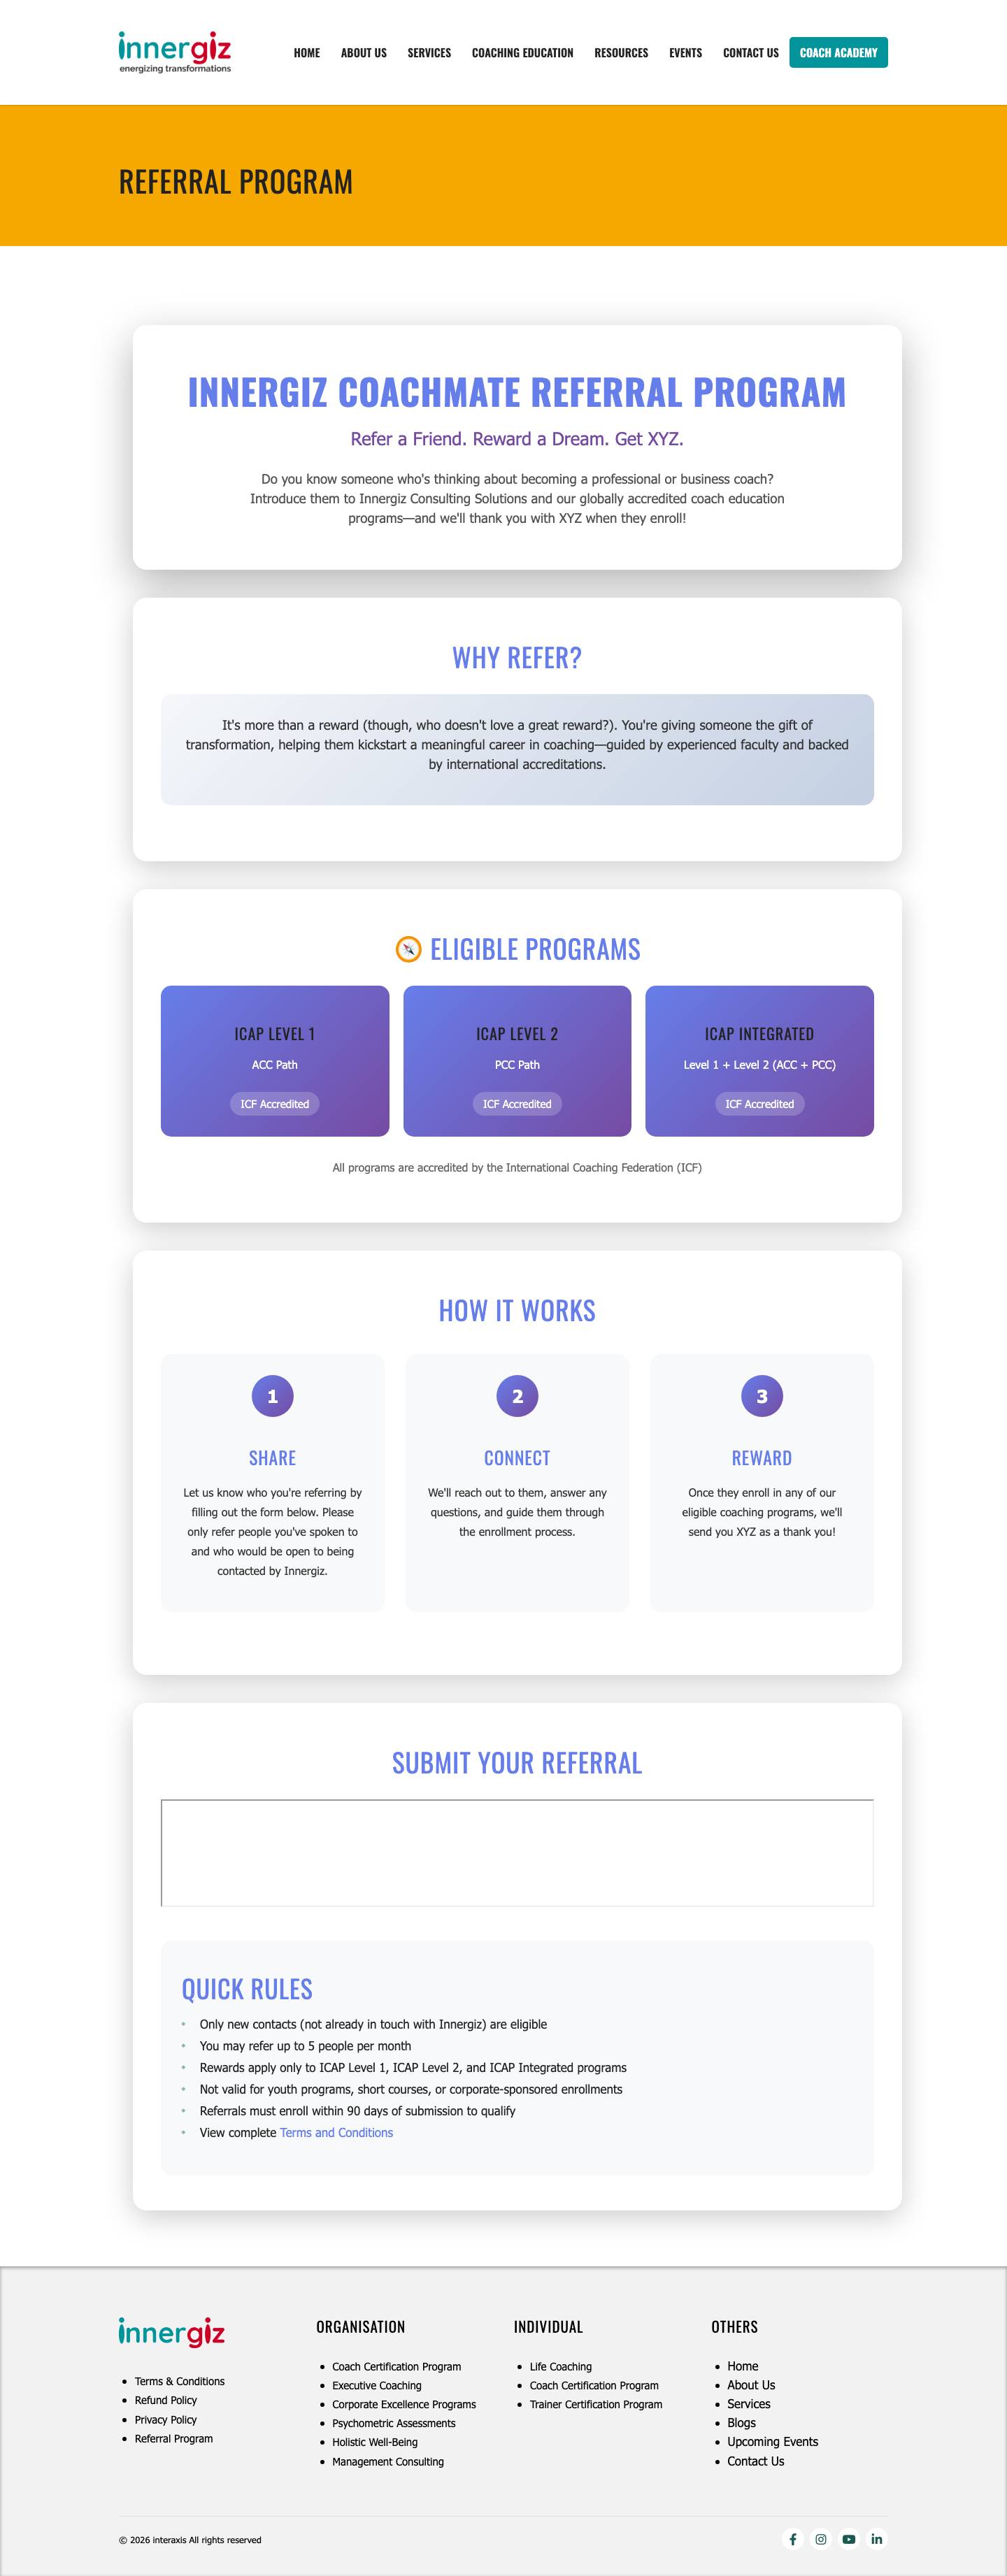 innergiz
energizing transformations
HOME ABOUT US SERVICES COACHING EDUCATION RESOURCES EVENTS CONTACT US COACH ACADEMY
REFERRAL PROGRAM
INNERGIZ COACHMATE REFERRAL PROGRAM
Refer a Friend. Reward a Dream. Get XYZ.
Do you know someone who's thinking about becoming a professional or business coach?
Introduce them to Innergiz Consulting Solutions and our globally accredited coach education
programs—and we'll thank you with XYZ when they enroll!
WHY REFER?
It's more than a reward (though, who doesn't love a great reward?). You're giving someone the gift of
transformation, helping them kickstart a meaningful career in coaching—guided by experienced faculty and backed
by international accreditations.
ELIGIBLE PROGRAMS
ICAP LEVEL 1
ACC Path
ICF Accredited
ICAP LEVEL 2
PCC Path
ICF Accredited
ICAP INTEGRATED
Level 1 + Level 2 (ACC + PCC)
ICF Accredited
All programs are accredited by the International Coaching Federation (ICF)
HOW IT WORKS
1
SHARE
Let us know who you're referring by
filling out the form below. Please
only refer people you've spoken to
and who would be open to being
contacted by Innergiz.
2
CONNECT
We'll reach out to them, answer any
questions, and guide them through
the enrollment process.
3
REWARD
Once they enroll in any of our
eligible coaching programs, we'll
send you XYZ as a thank you!
SUBMIT YOUR REFERRAL
QUICK RULES
Only new contacts (not already in touch with Innergiz) are eligible
You may refer up to 5 people per month
Rewards apply only to ICAP Level 1, ICAP Level 2, and ICAP Integrated programs
Not valid for youth programs, short courses, or corporate-sponsored enrollments
Referrals must enroll within 90 days of submission to qualify
View complete Terms and Conditions
innergiz
Terms & Conditions
Refund Policy
Privacy Policy
Referral Program
ORGANISATION
Coach Certification Program
Executive Coaching
Corporate Excellence Programs
Psychometric Assessments
Holistic Well-Being
Management Consulting
INDIVIDUAL
Life Coaching
Coach Certification Program
Trainer Certification Program
OTHERS
Home
About Us
Services
Blogs
Upcoming Events
Contact Us
© 2026 interaxis All rights reserved